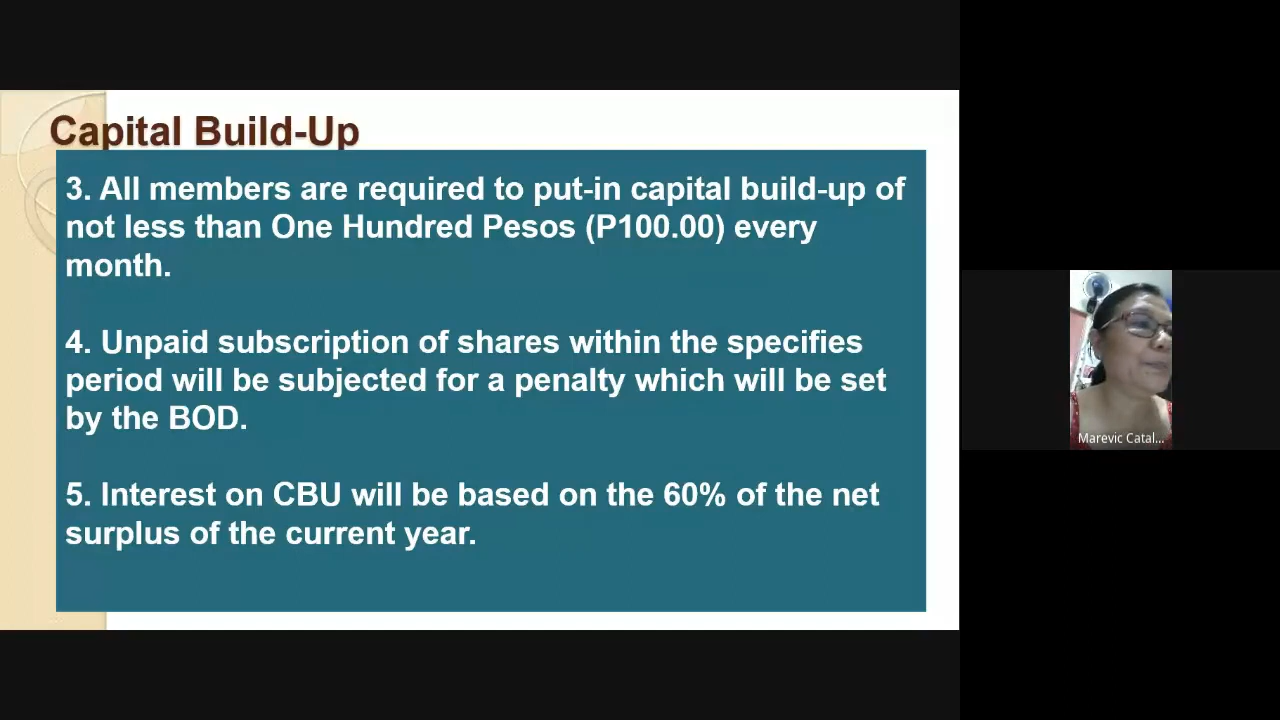 Capital Build-Up
3. All members are required to put-in capital build-up of
not less than One Hundred Pesos (P100.00) every
month.
4. Unpaid subscription of shares within the specifies
period will be subjected for a penalty which will be set
by the BOD.
5. Interest on CBU will be based on the 60% of the net
surplus of the current year.
Marevic Catal...